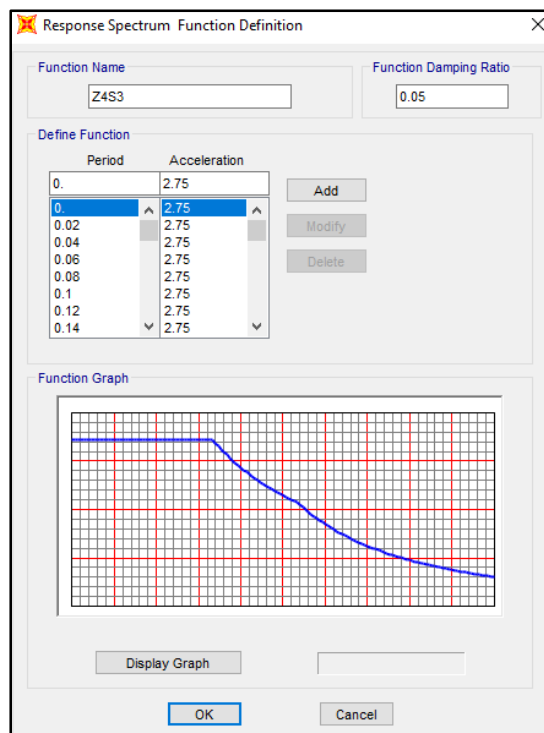 Response Spectrum Function Definition
Function Name
Function Damping Ratio
Z4S3
0.05
Define Function
Period Acceleration
0. 2.75
Add
0. 2.75
0.02 2.75
Modify
0.04 2.75
0.06 2.75
Delete
0.08 2.75
0.1 2.75
0.12 2.75
0.14 2.75
Function Graph
Display Graph
OK
Cancel